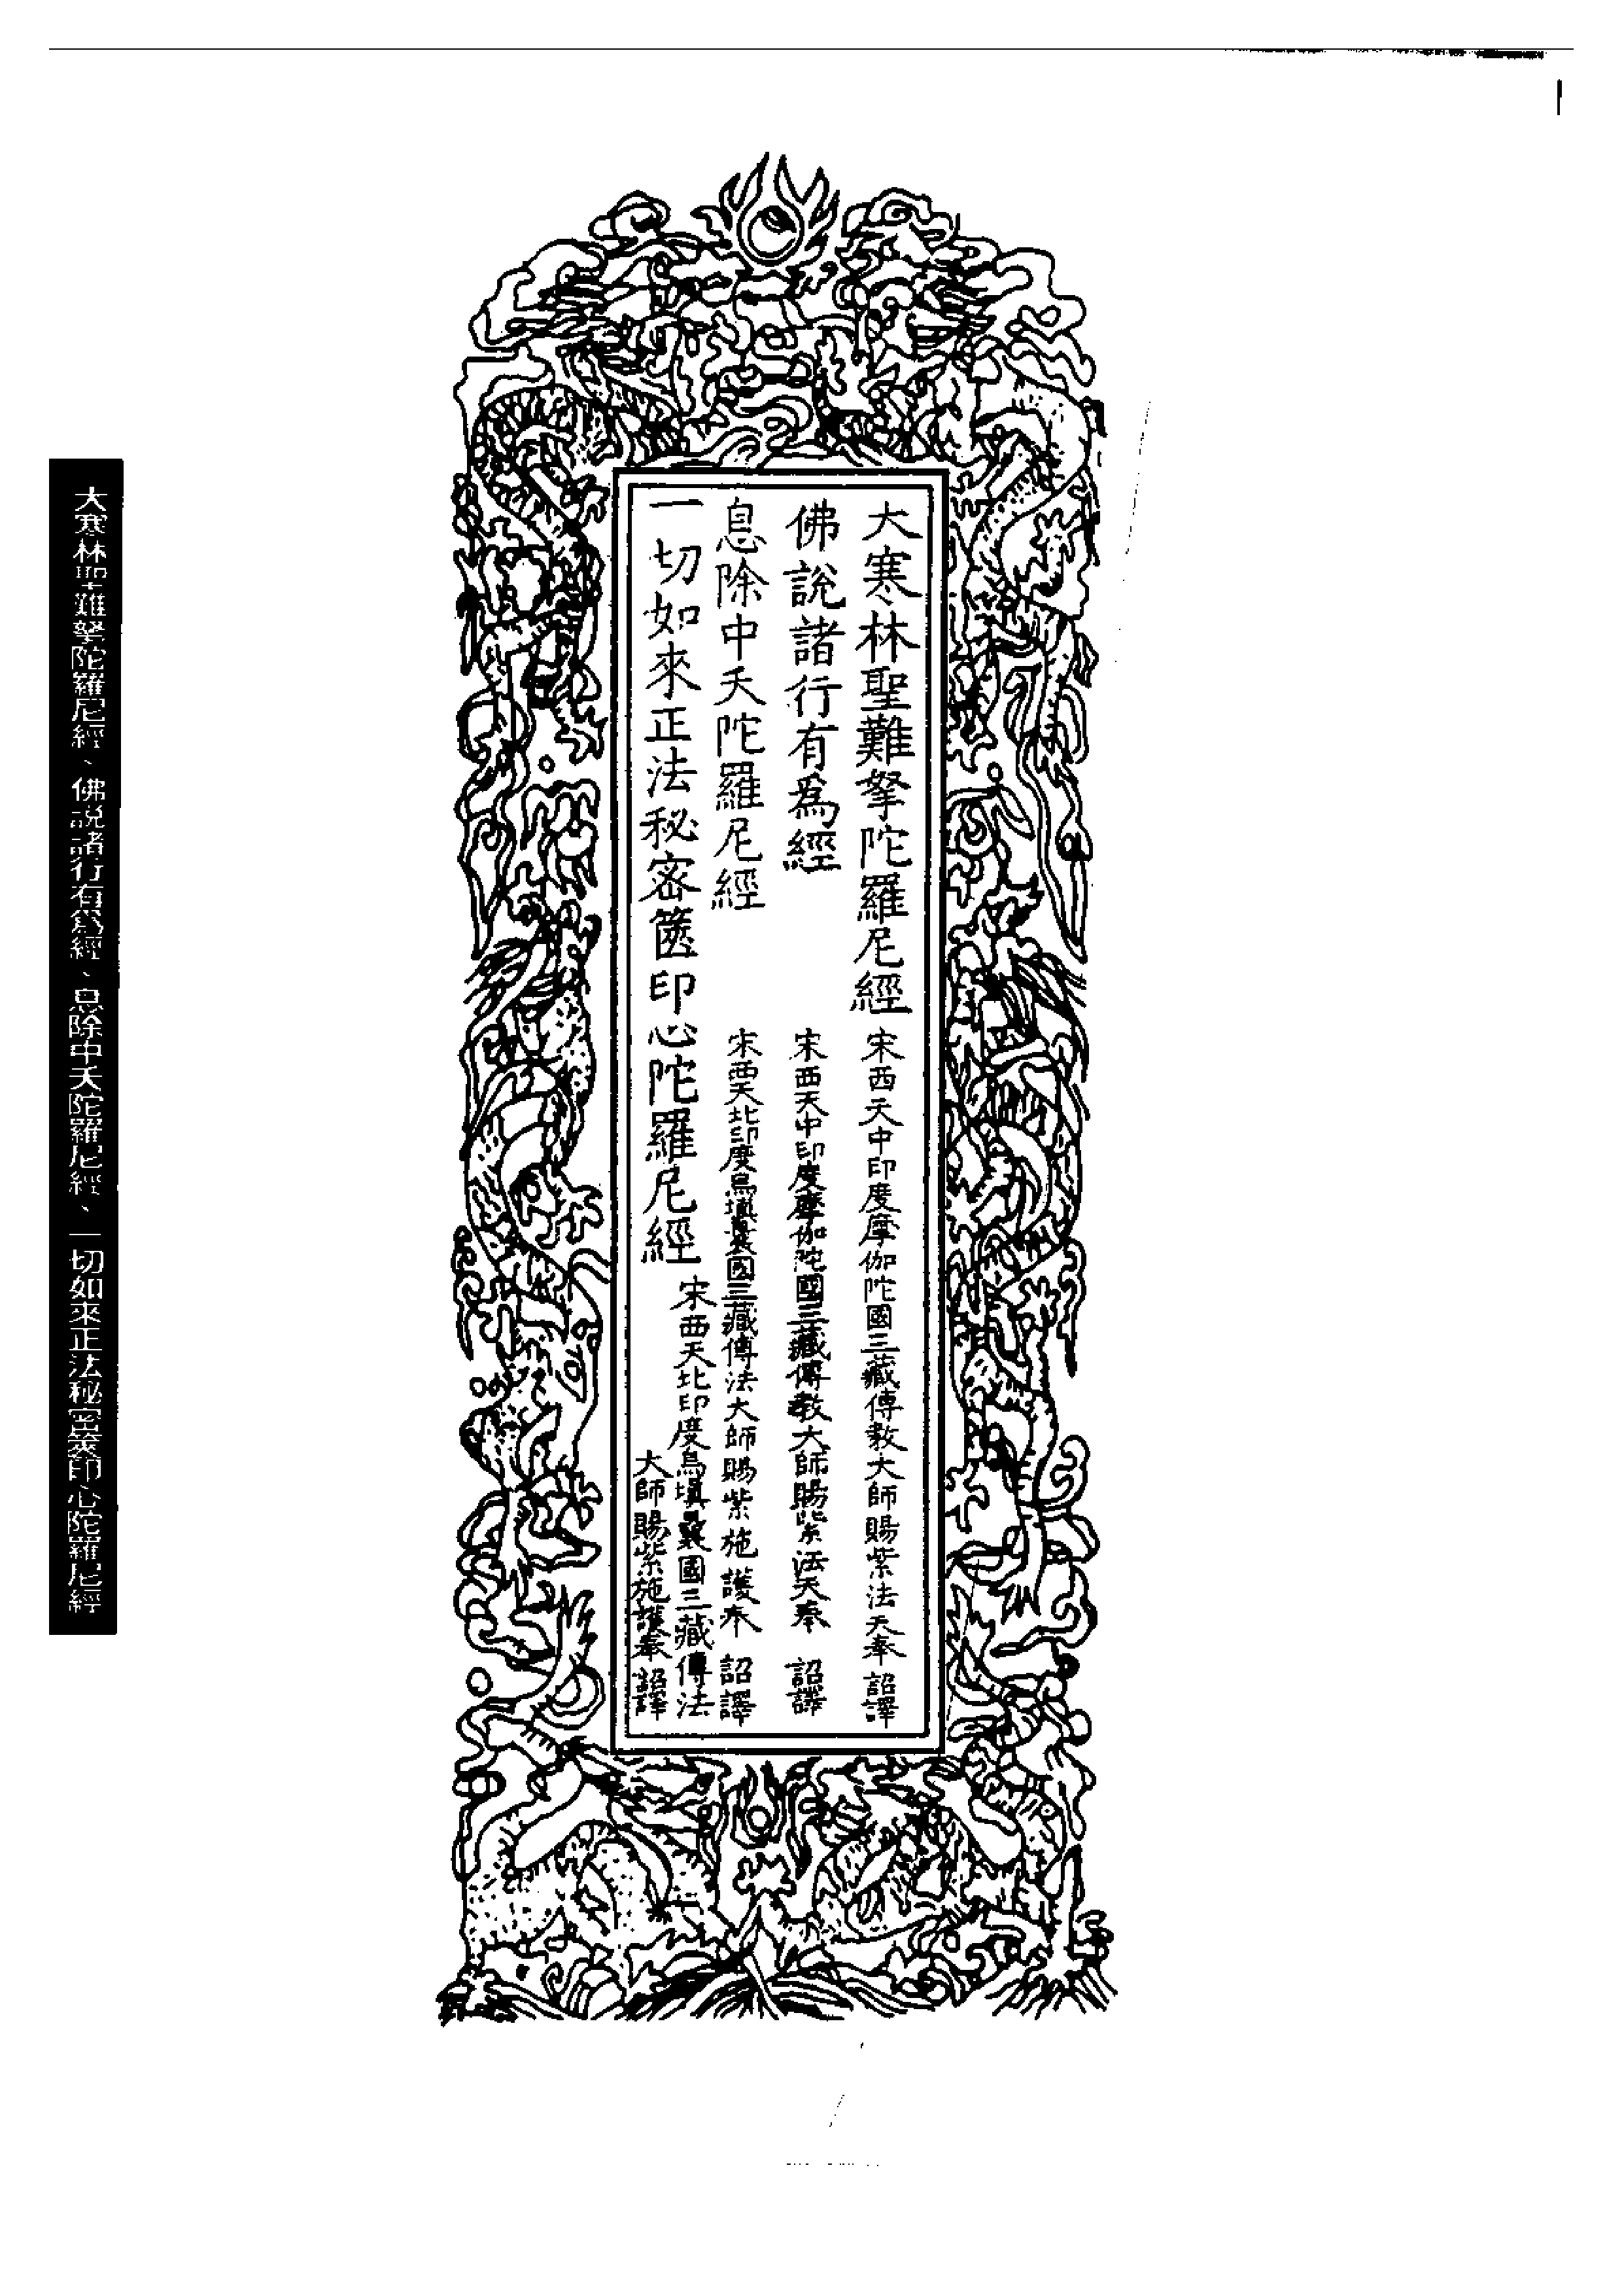 大寒林聖難拏陀羅尼經 宋西天中印度摩伽陀國三藏傳教大師賜紫法天奉 詔譯
佛說諸行有為經 宋西天中印度摩伽陀國三藏傳教大師賜紫法天奉 詔譯
息除中夭陀羅尼經 宋西天北印度烏填曩國三藏傳法大師賜紫施護奉 詔譯
一切如來正法秘密篋印心陀羅尼經 宋西天北印度烏填曩國三藏傳法
大師賜紫施護奉 詔譯
大寒林聖難拏陀羅尼經、佛説諸行有為經、息除中夭陀羅尼經、一切如來正法秘密篋印心陀羅尼經